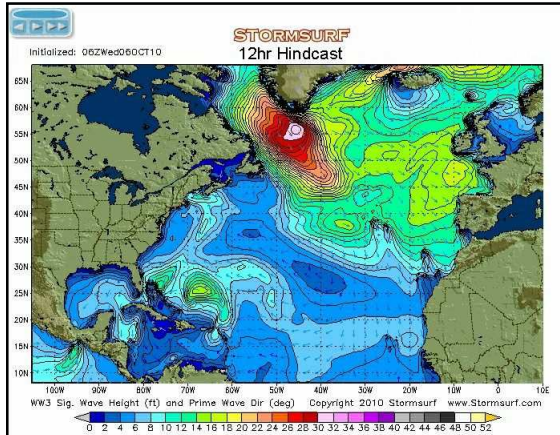 STORMSURF
Initialized: 06ZWed06OCT10
12hr Hindcast
65N
60N
55N
50N
45N
40N
35N
30N
25N
20N
15N
10N
100W 90W 80W 70W 60W 50W 40W 30W 20W 10W 0 10E
WW3 Sig. Wave Height (ft) and Prime Wave Dir (deg) Copyright 2010 Stormsurf www.Stormsurf.com
0 2 4 6 8 10 12 14 16 18 20 22 24 26 28 30 32 34 36 38 40 42 44 46 48 50 52